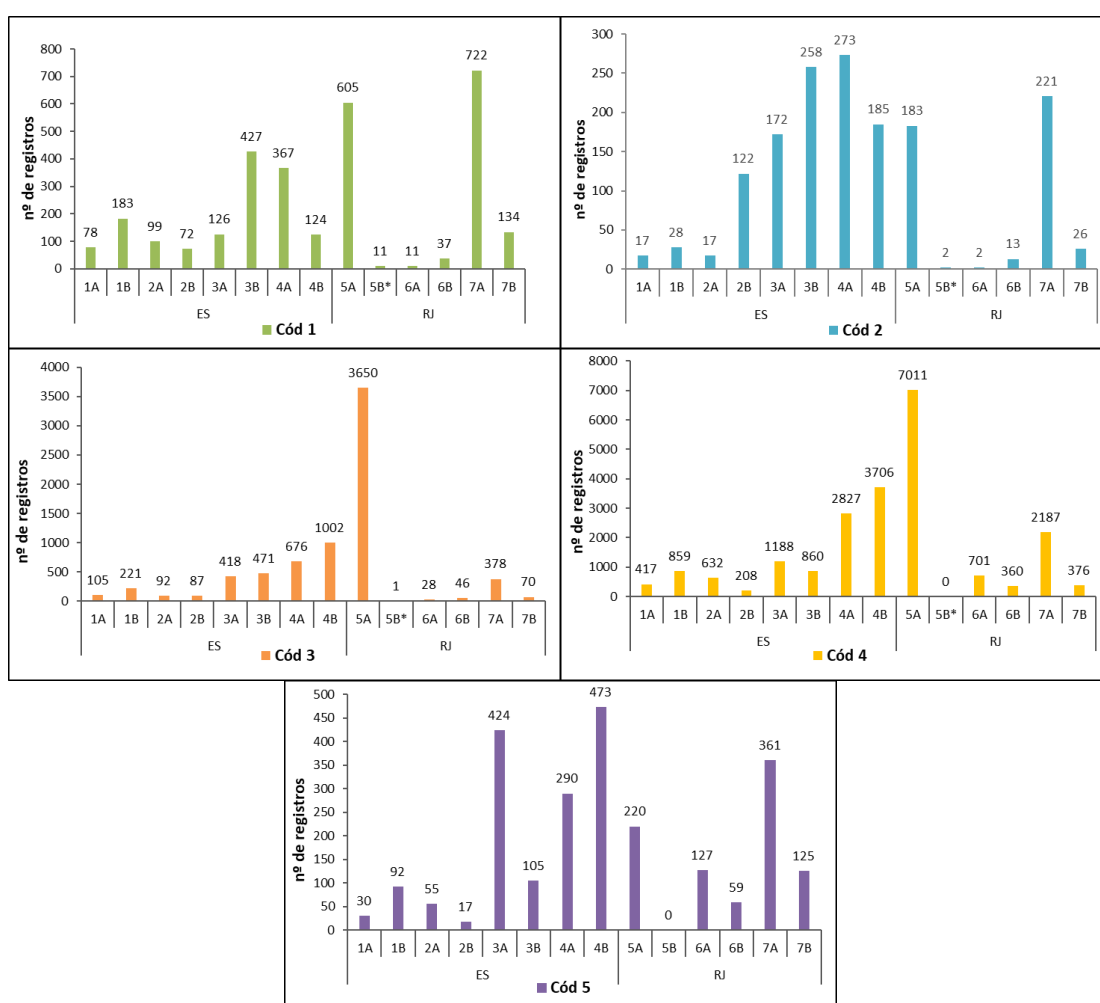 800
700
600
500
400
300
200
100
0
nº de registros
78 183 99 72 126 427 367 124 605 11 11 37 722 134
1A 1B 2A 2B 3A 3B 4A 4B 5A 5B* 6A 6B 7A 7B
ES RJ
Cód 1
300
250
200
150
100
50
0
nº de registros
17 28 17 122 172 258 273 185 183 2 2 13 221 26
1A 1B 2A 2B 3A 3B 4A 4B 5A 5B* 6A 6B 7A 7B
ES RJ
Cód 2
4000
3500
3000
2500
2000
1500
1000
500
0
nº de registros
105 221 92 87 418 471 676 1002 3650 1 28 46 378 70
1A 1B 2A 2B 3A 3B 4A 4B 5A 5B* 6A 6B 7A 7B
ES RJ
Cód 3
8000
7000
6000
5000
4000
3000
2000
1000
0
nº de registros
417 859 632 208 1188 860 2827 3706 7011 0 701 360 2187 376
1A 1B 2A 2B 3A 3B 4A 4B 5A 5B* 6A 6B 7A 7B
ES RJ
Cód 4
500
450
400
350
300
250
200
150
100
50
0
nº de registros
30 92 55 17 424 105 290 473 220 0 127 59 361 125
1A 1B 2A 2B 3A 3B 4A 4B 5A 5B 6A 6B 7A 7B
ES RJ
Cód 5